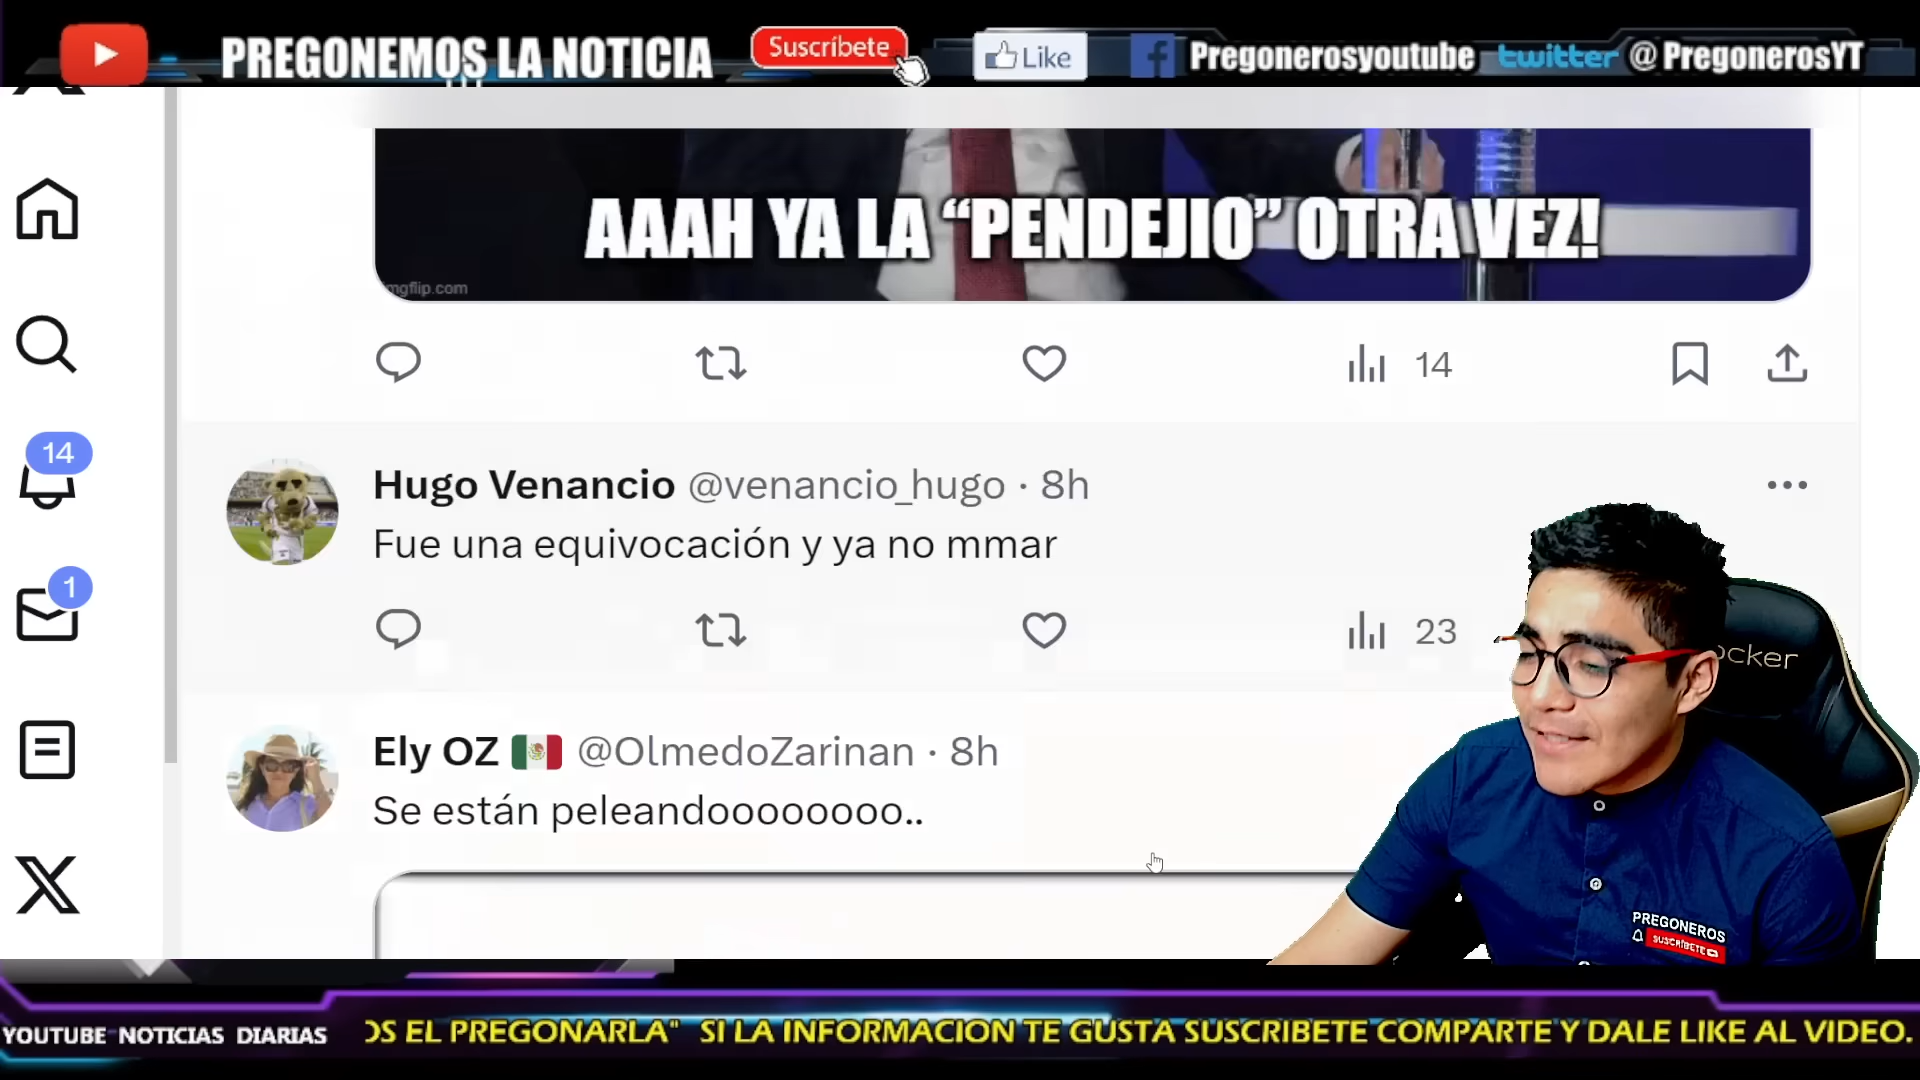 PREGONEMOS LA NOTICIA
Suscríbete
Like
Pregonerosyoutube
twitter @PregonerosYT
AAAH YA LA “PENDEJIO” OTRA VEZ!
mgflip.com
14
14
Hugo Venancio @venancio_hugo · 8h
Fue una equivocación y ya no mmar
1
23
ocker
Ely OZ @OlmedoZarinan · 8h
Se están peleandoooooooo..
PREGONEROS
SUSCRÍBETE
YOUTUBE NOTICIAS DIARIAS
OS EL PREGONARLA" SI LA INFORMACION TE GUSTA SUSCRIBETE COMPARTE Y DALE LIKE AL VIDEO.